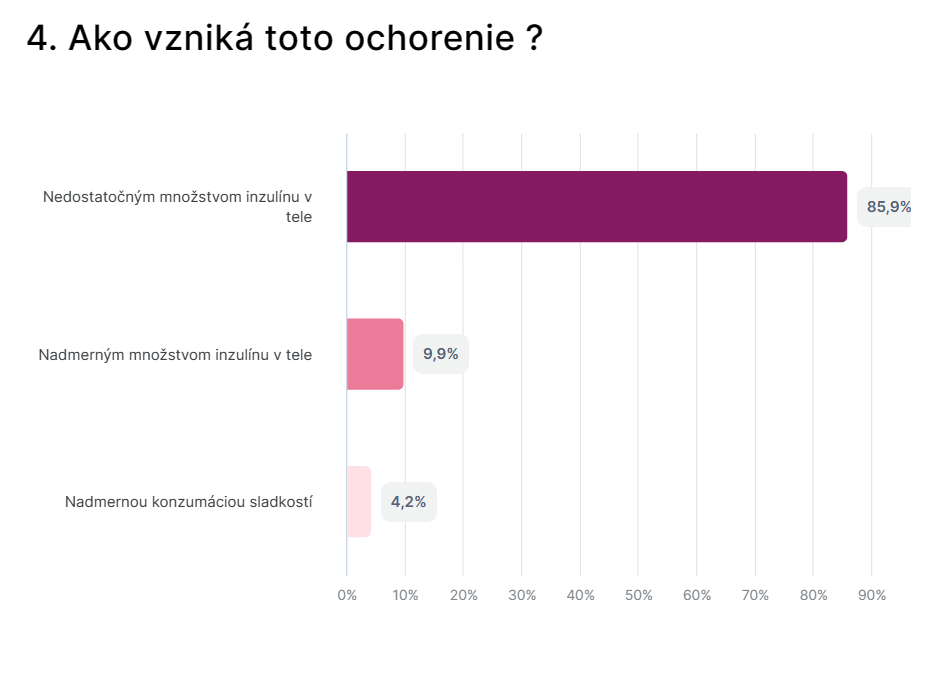 4. Ako vzniká toto ochorenie ?
Nedostatočným množstvom inzulínu v
tele
85,9%
Nadmerným množstvom inzulínu v tele
9,9%
Nadmernou konzumáciou sladkostí
4,2%
0% 10% 20% 30% 40% 50% 60% 70% 80% 90%